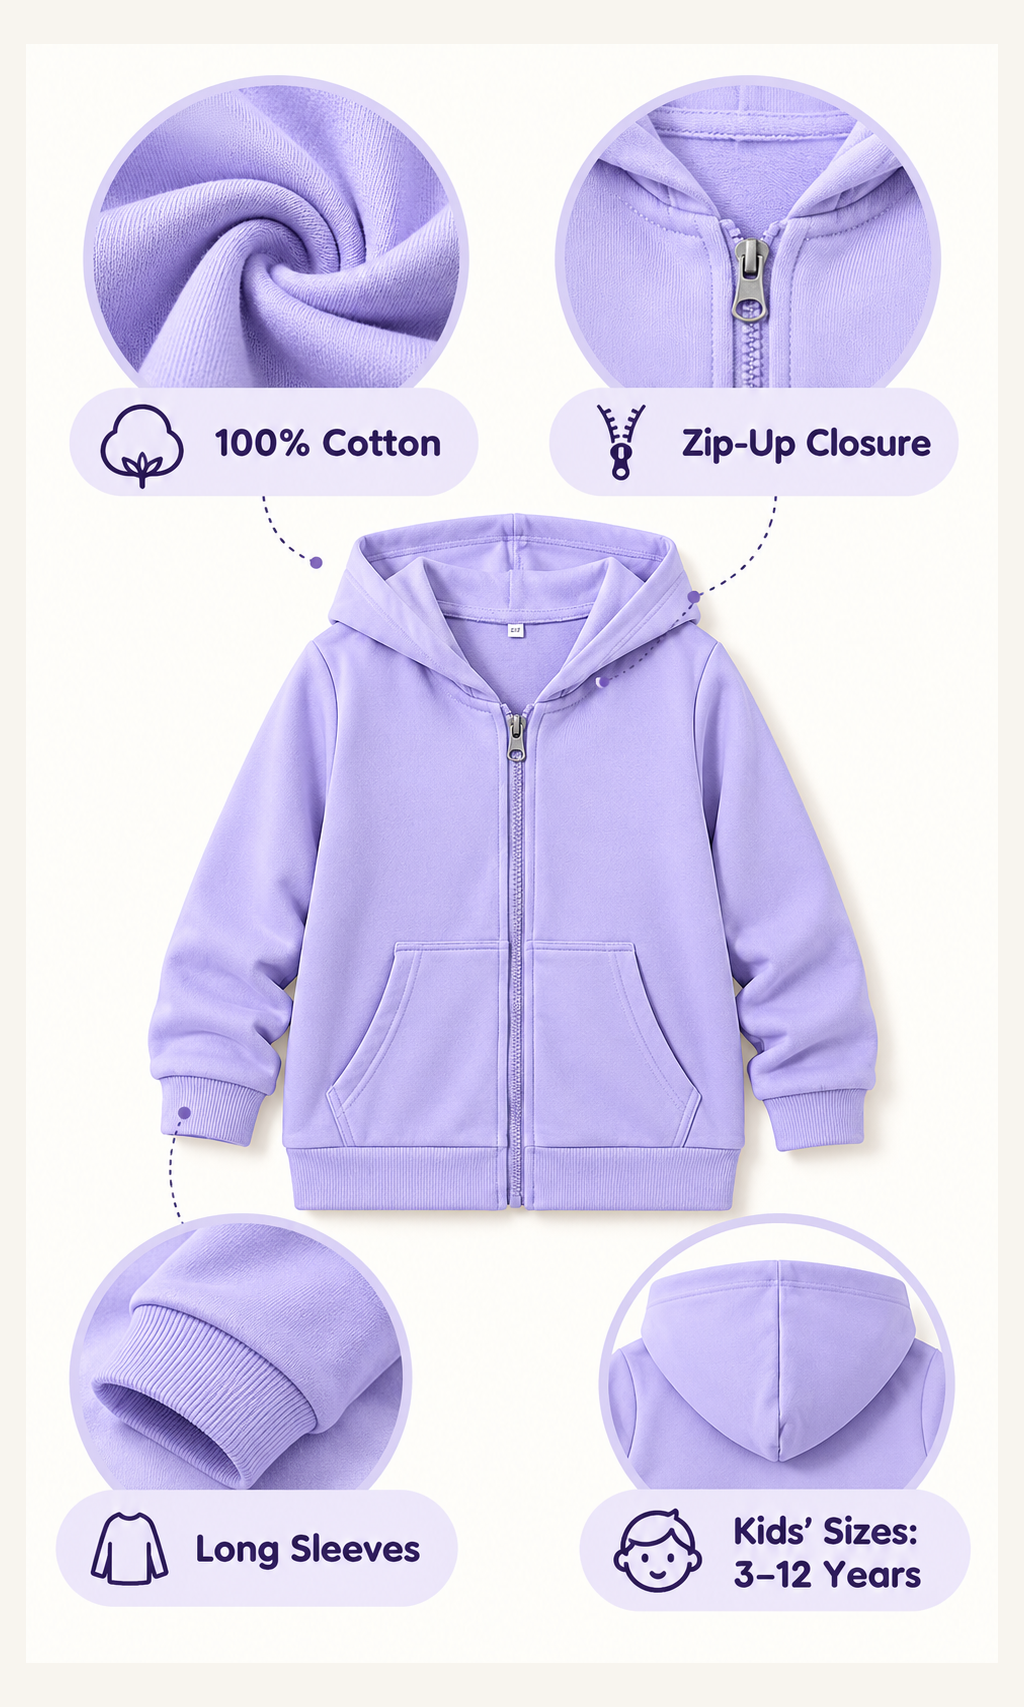 100% Cotton
Zip-Up Closure
Long Sleeves
Kids’ Sizes:
3–12 Years